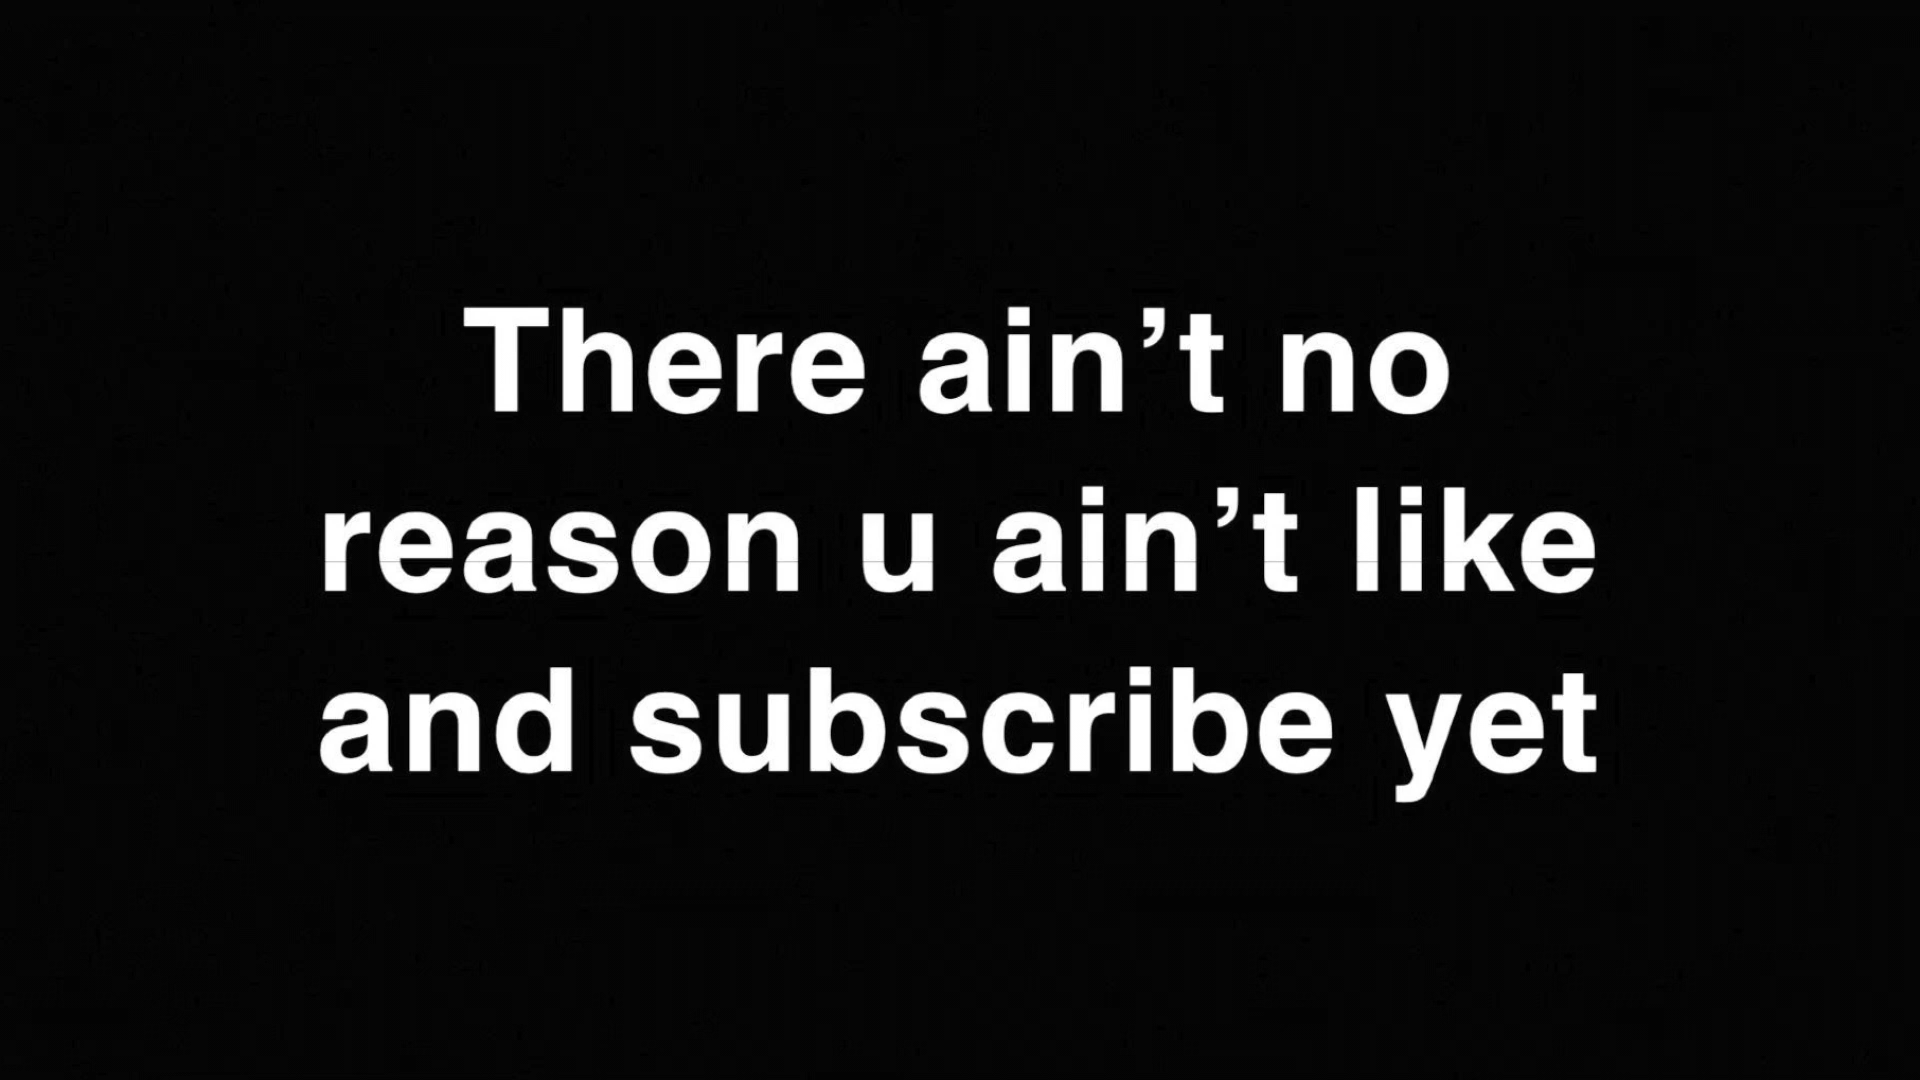 There ain’t no
reason u ain’t like
and subscribe yet